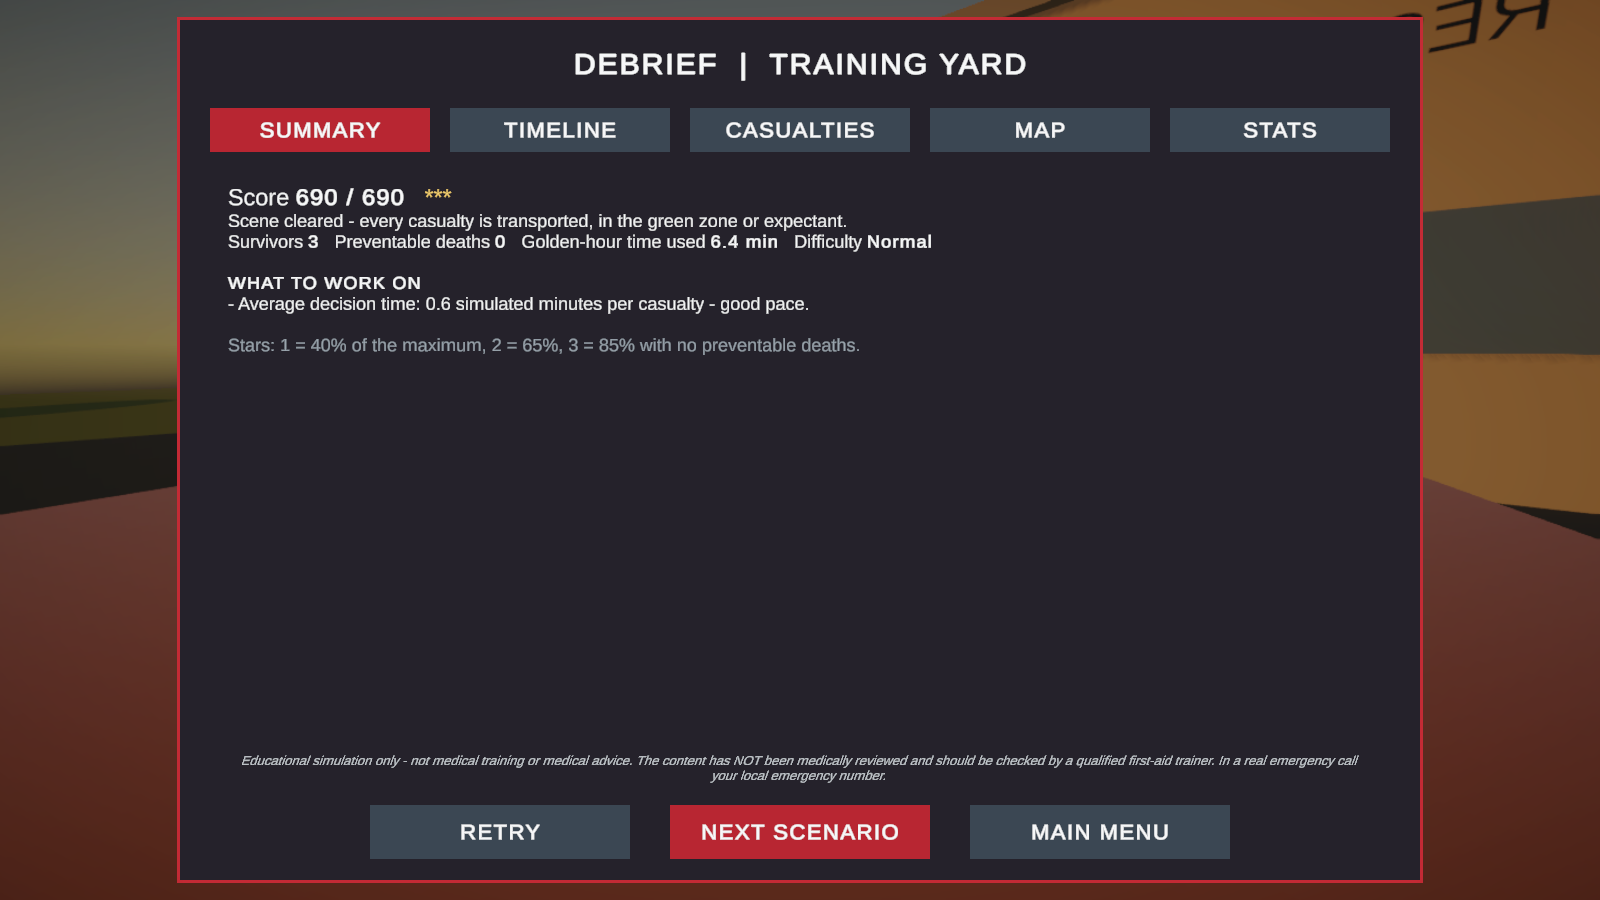 DEBRIEF | TRAINING YARD
SUMMARY
TIMELINE
CASUALTIES
MAP
STATS
Score 690 / 690 ***
Scene cleared - every casualty is transported, in the green zone or expectant.
Survivors 3 Preventable deaths 0 Golden-hour time used 6.4 min Difficulty Normal
WHAT TO WORK ON
- Average decision time: 0.6 simulated minutes per casualty - good pace.
Stars: 1 = 40% of the maximum, 2 = 65%, 3 = 85% with no preventable deaths.
Educational simulation only - not medical training or medical advice. The content has NOT been medically reviewed and should be checked by a qualified first-aid trainer. In a real emergency call
your local emergency number.
RETRY
NEXT SCENARIO
MAIN MENU